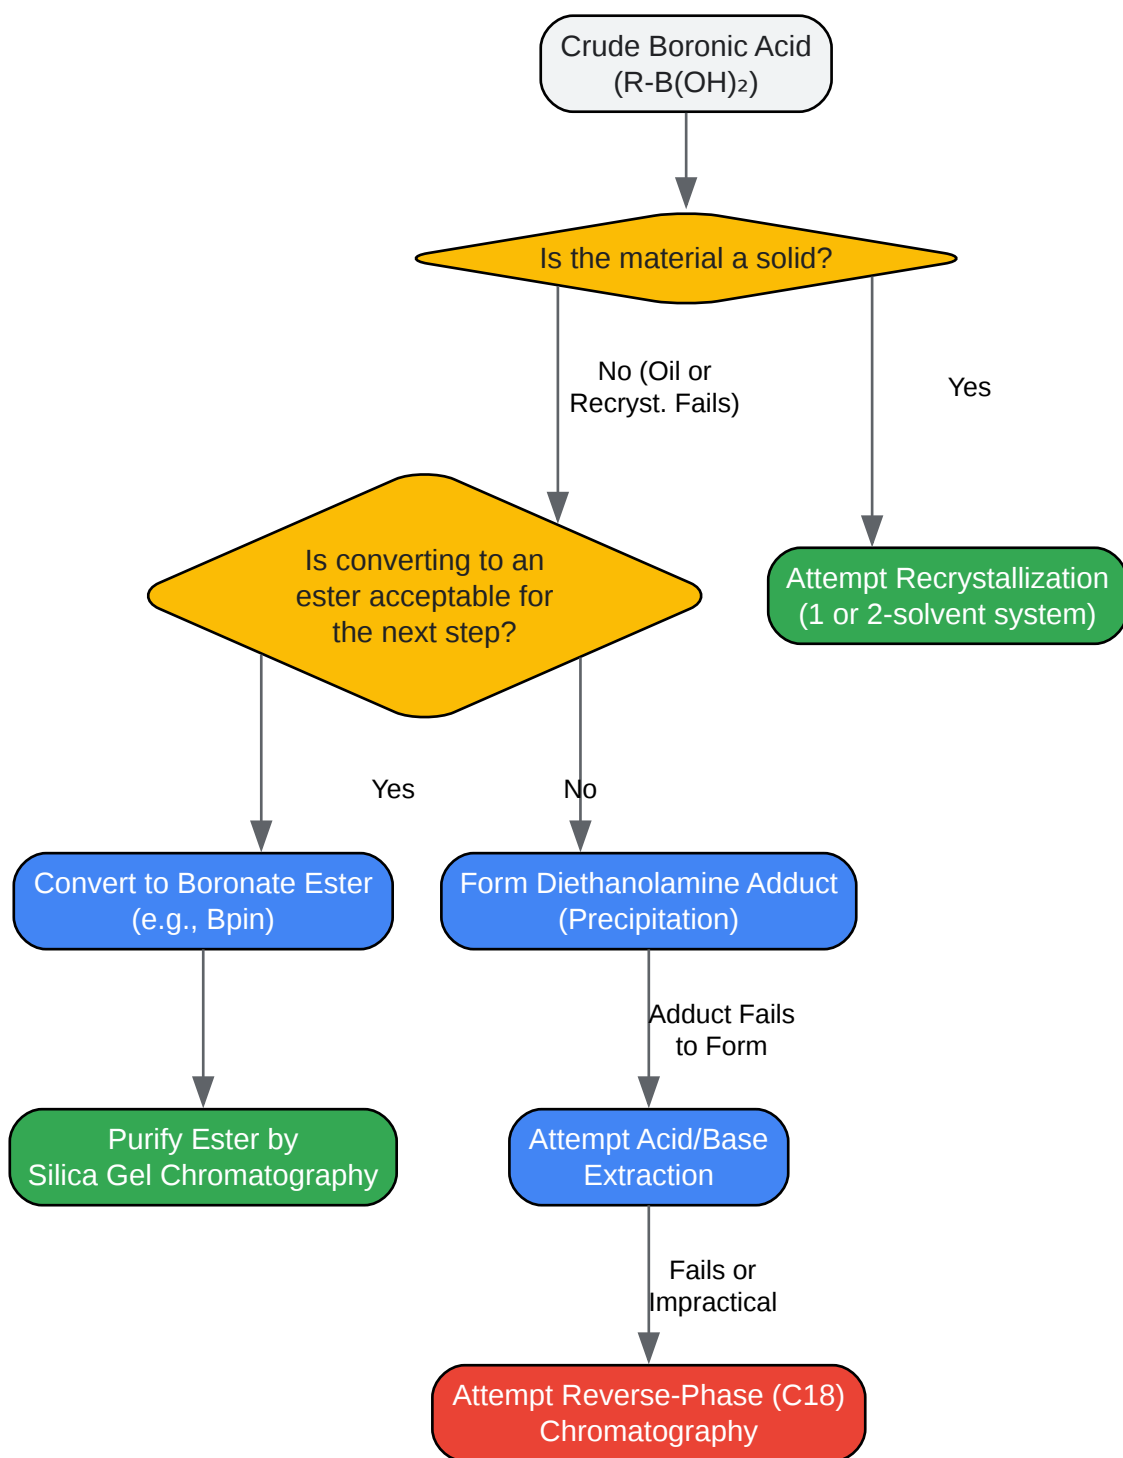 Crude Boronic Acid
(R-B(OH)₂)
Is the material a solid?
No (Oil or
Recryst. Fails)
Yes
Is converting to an
ester acceptable for
the next step?
Attempt Recrystallization
(1 or 2-solvent system)
Yes
No
Convert to Boronate Ester
(e.g., Bpin)
Form Diethanolamine Adduct
(Precipitation)
Adduct Fails
to Form
Purify Ester by
Silica Gel Chromatography
Attempt Acid/Base
Extraction
Fails or
Impractical
Attempt Reverse-Phase (C18)
Chromatography